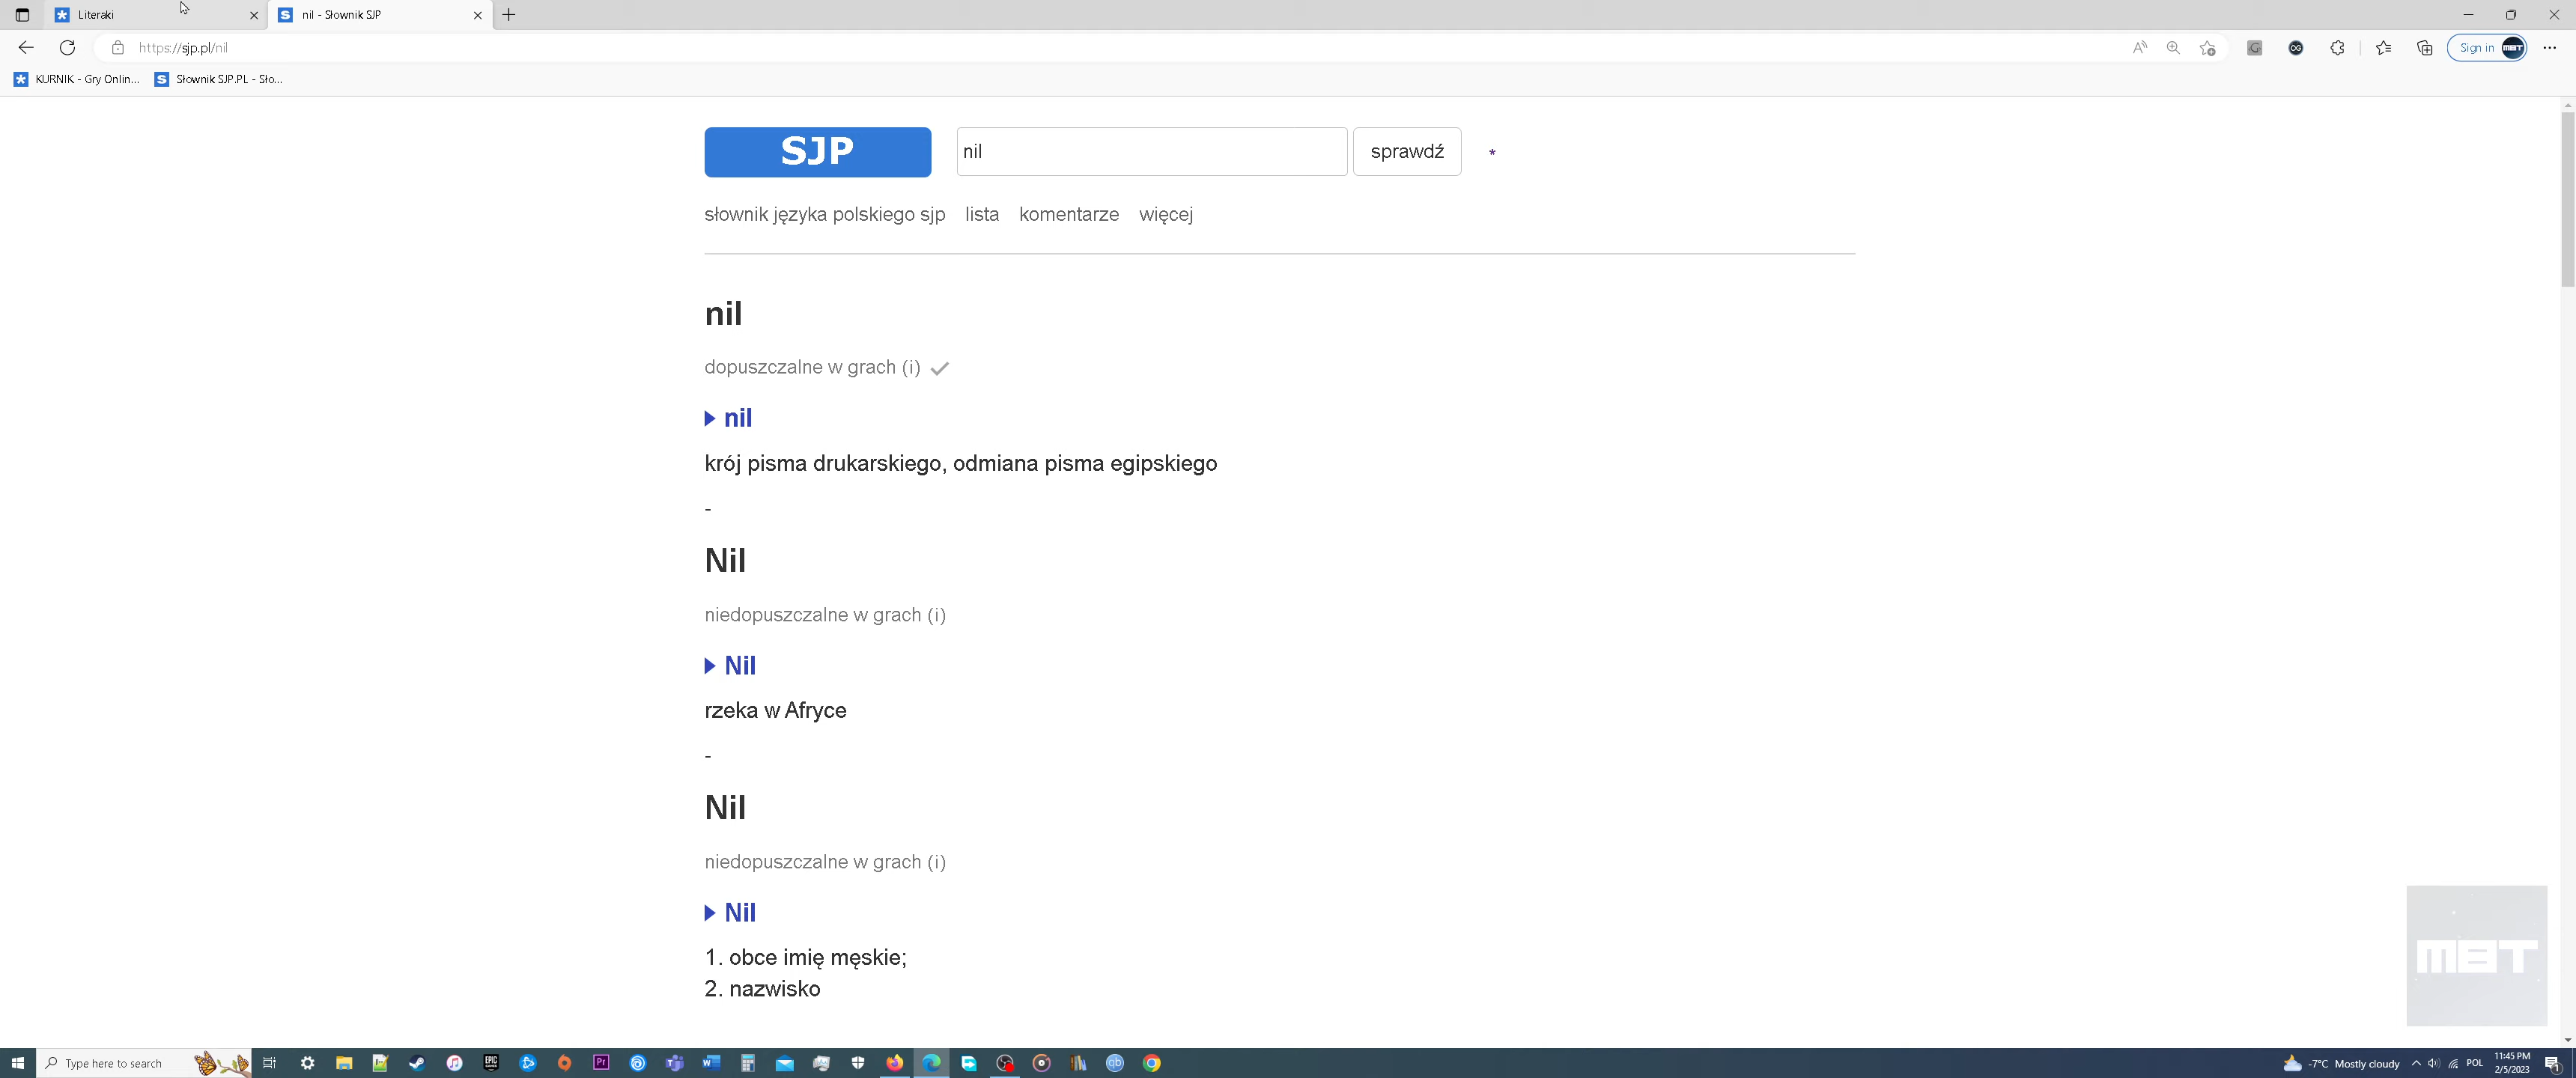 Literaki
nil - Słownik SJP
https://sjp.pl/nil
Sign in
KURNIK - Gry Onlin...
Słownik SJP.PL - Sło...
SJP
nil
sprawdź
*
słownik języka polskiego sjp lista komentarze więcej
nil
dopuszczalne w grach (i)
nil
krój pisma drukarskiego, odmiana pisma egipskiego
-
Nil
niedopuszczalne w grach (i)
Nil
rzeka w Afryce
-
Nil
niedopuszczalne w grach (i)
Nil
1. obce imię męskie;
2. nazwisko
MBT
Type here to search
-7°C Mostly cloudy
POL
11:45 PM
2/5/2023